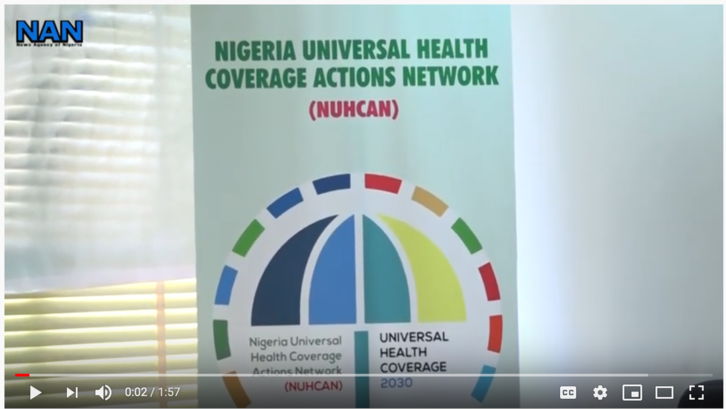 NAN
News Agency of Nigeria
NIGERIA UNIVERSAL HEALTH
COVERAGE ACTIONS NETWORK
(NUHCAN)
Nigeria Universal
Health Coverage
Actions Network
(NUHCAN)
UNIVERSAL
HEALTH
COVERAGE
2030
0:02 / 1:57
CC